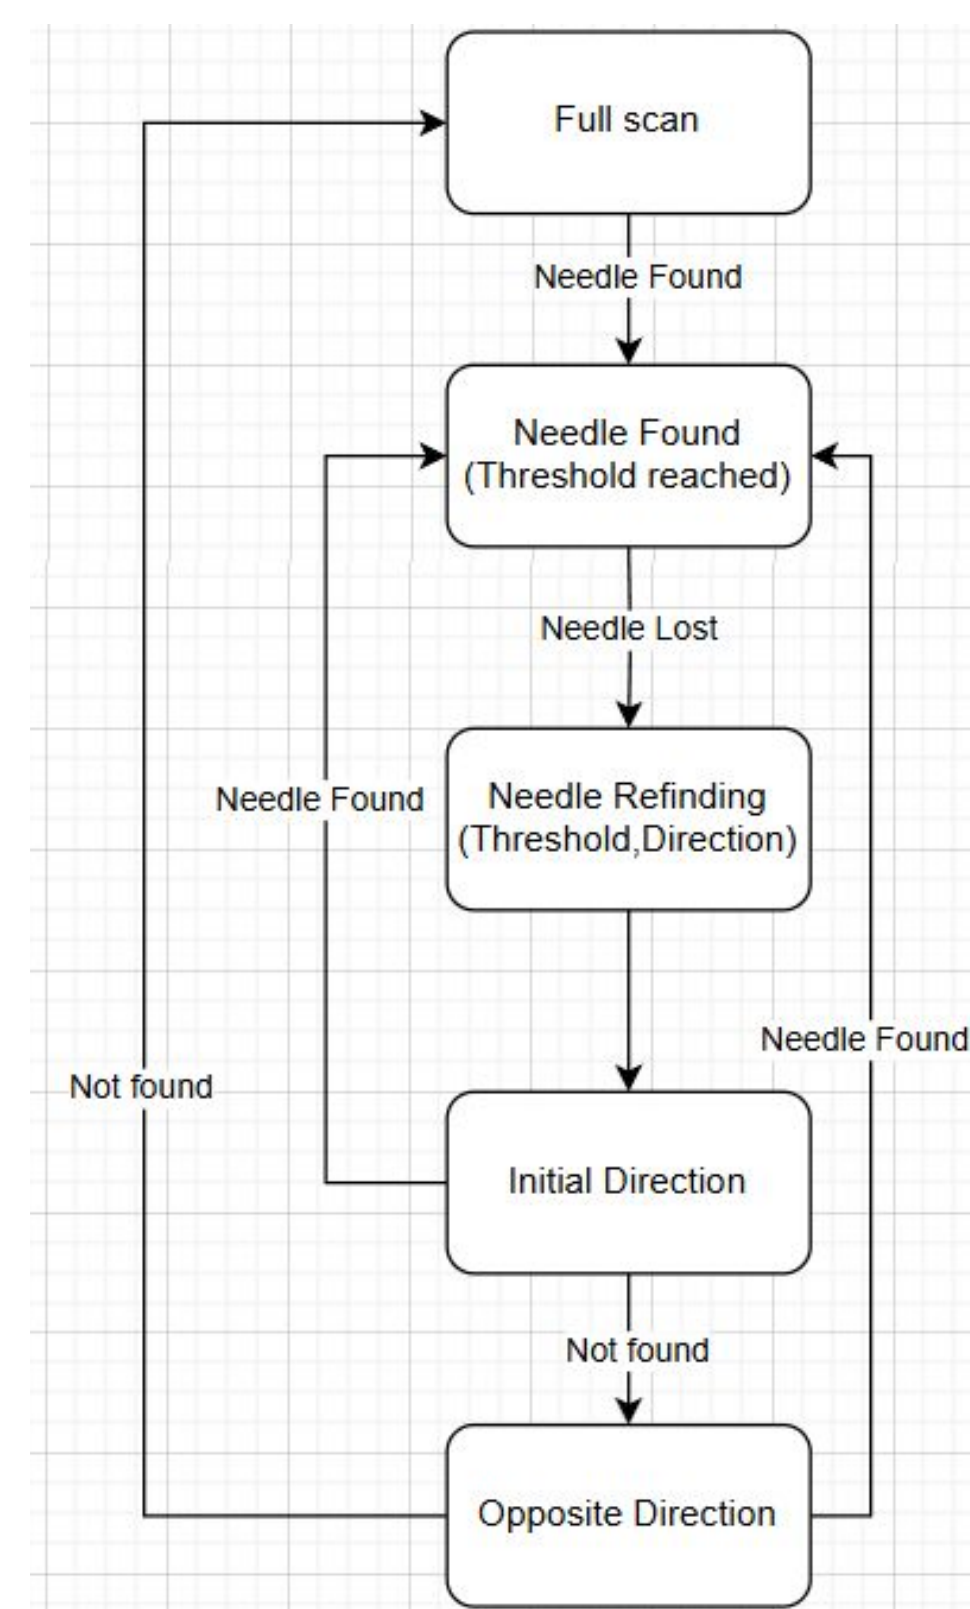 Full scan
Needle Found
Needle Found
(Threshold reached)
Needle Lost
Needle Refinding
(Threshold,Direction)
Needle Found
Needle Found
Not found
Initial Direction
Not found
Opposite Direction